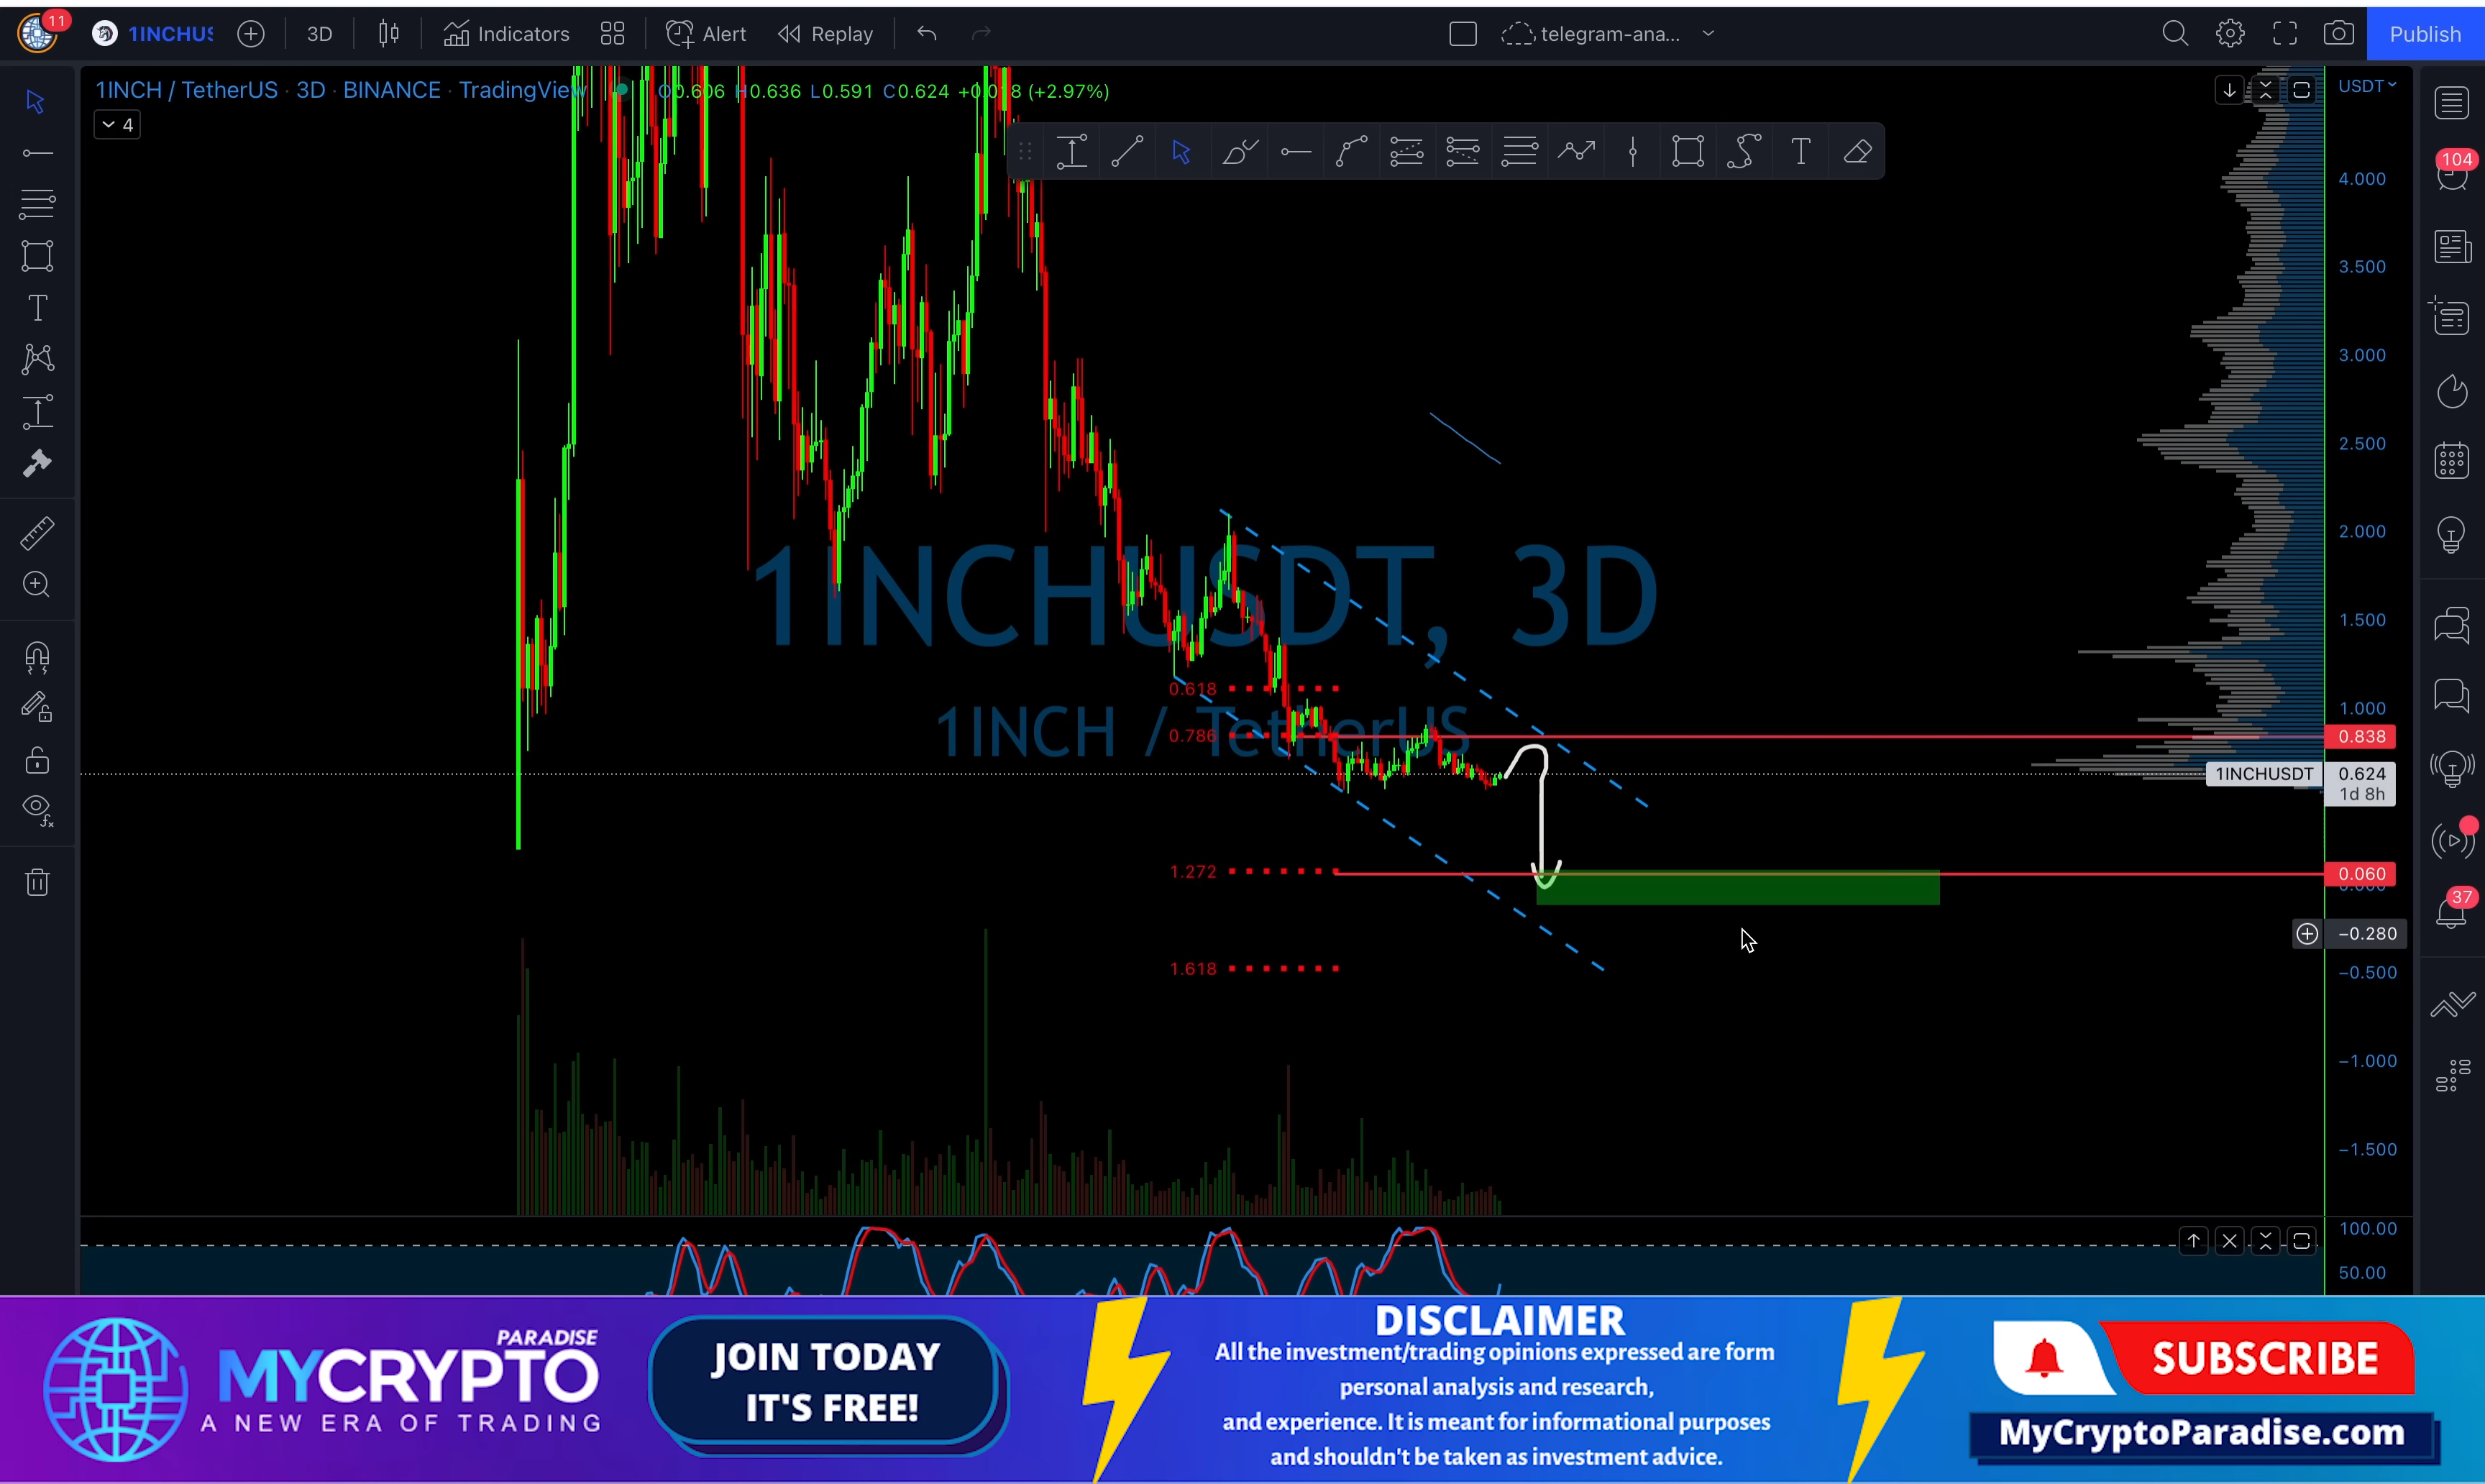 11
1INCHUS
3D
Indicators
Alert
Replay
telegram-ana...
Publish
1INCH / TetherUS · 3D · BINANCE · TradingView
O0.606 H0.636 L0.591 C0.624 +0.018 (+2.97%)
USDT
4
4.000
3.500
3.000
2.500
2.000
1.500
1.000
0.838
1INCHUSDT 0.624
1d 8h
0.060
−0.280
−0.500
−1.000
−1.500
100.00
50.00
104
37
1INCHUSDT, 3D
1INCH / TetherUS
0.618
0.786
1.272
1.618
PARADISE
MYCRYPTO
A NEW ERA OF TRADING
JOIN TODAY
IT'S FREE!
DISCLAIMER
All the investment/trading opinions expressed are form
personal analysis and research,
and experience. It is meant for informational purposes
and shouldn't be taken as investment advice.
SUBSCRIBE
MyCryptoParadise.com